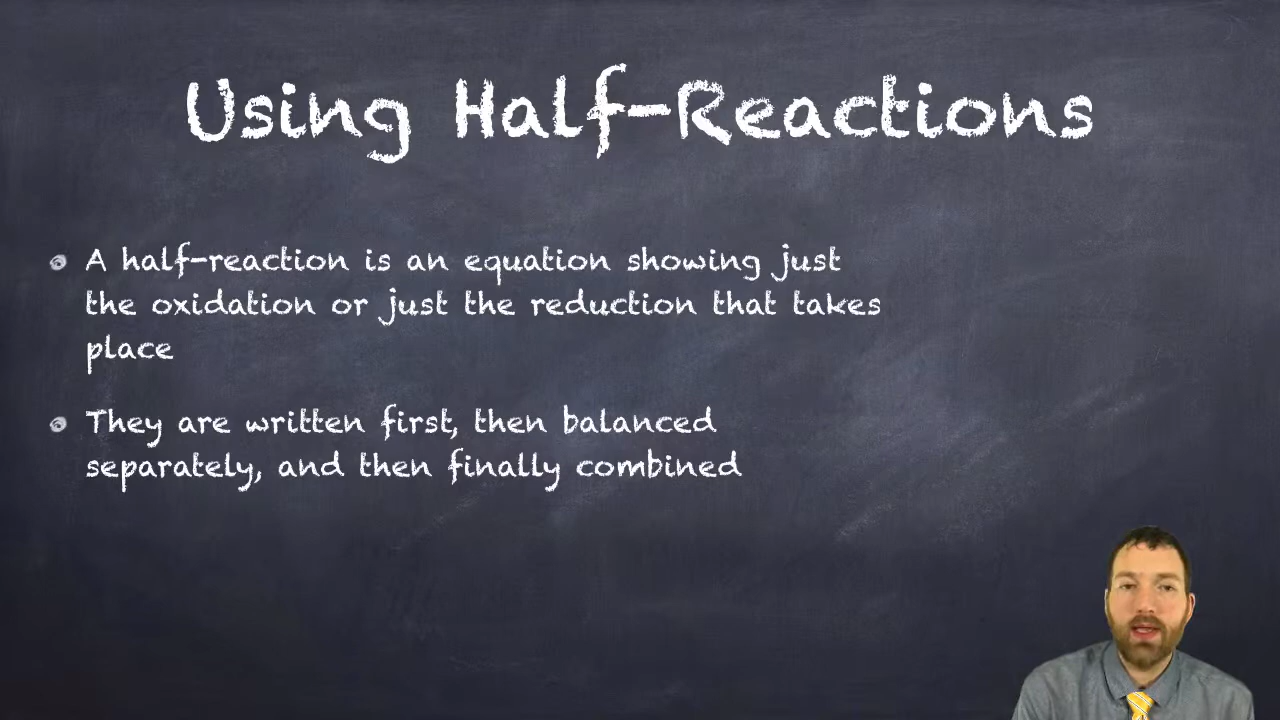 Using Half-Reactions
A half-reaction is an equation showing just
the oxidation or just the reduction that takes
place
They are written first, then balanced
separately, and then finally combined